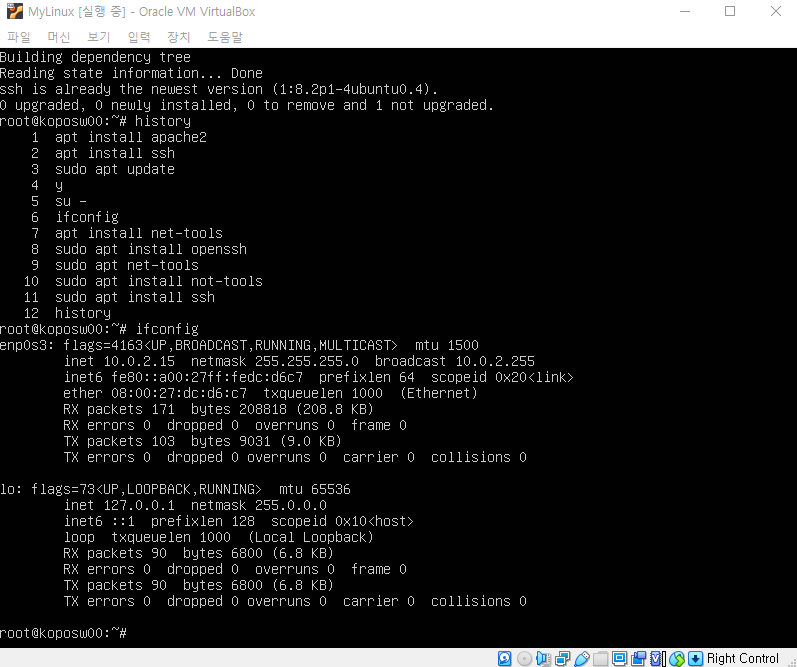 MyLinux [실행 중] - Oracle VM VirtualBox
파일 머신 보기 입력 장치 도움말
Building dependency tree
Reading state information... Done
ssh is already the newest version (1:8.2p1-4ubuntu0.4).
0 upgraded, 0 newly installed, 0 to remove and 1 not upgraded.
root@koposw00:~# history
1 apt install apache2
2 apt install ssh
3 sudo apt update
4 y
5 su -
6 ifconfig
7 apt install net-tools
8 sudo apt install openssh
9 sudo apt net-tools
10 sudo apt install not-tools
11 sudo apt install ssh
12 history
root@koposw00:~# ifconfig
enp0s3: flags=4163<UP,BROADCAST,RUNNING,MULTICAST> mtu 1500
inet 10.0.2.15 netmask 255.255.255.0 broadcast 10.0.2.255
inet6 fe80::a00:27ff:fedc:d6c7 prefixlen 64 scopeid 0x20<link>
ether 08:00:27:dc:d6:c7 txqueuelen 1000 (Ethernet)
RX packets 171 bytes 208818 (208.8 KB)
RX errors 0 dropped 0 overruns 0 frame 0
TX packets 103 bytes 9031 (9.0 KB)
TX errors 0 dropped 0 overruns 0 carrier 0 collisions 0
lo: flags=73<UP,LOOPBACK,RUNNING> mtu 65536
inet 127.0.0.1 netmask 255.0.0.0
inet6 ::1 prefixlen 128 scopeid 0x10<host>
loop txqueuelen 1000 (Local Loopback)
RX packets 90 bytes 6800 (6.8 KB)
RX errors 0 dropped 0 overruns 0 frame 0
TX packets 90 bytes 6800 (6.8 KB)
TX errors 0 dropped 0 overruns 0 carrier 0 collisions 0
root@koposw00:~#
Right Control